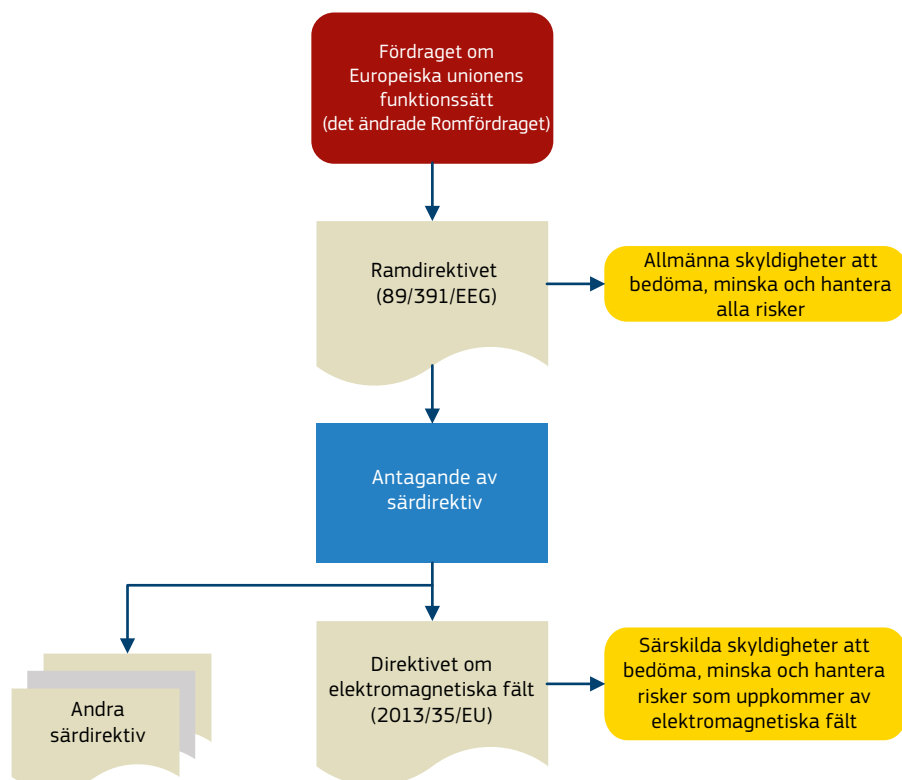 Fördraget om
Europeiska unionens
funktionssätt
(det ändrade Romfördraget)
Ramdirektivet
(89/391/EEG)
Allmänna skyldigheter att
bedöma, minska och hantera
alla risker
Antagande av
särdirektiv
Andra
särdirektiv
Direktivet om
elektromagnetiska fält
(2013/35/EU)
Särskilda skyldigheter att
bedöma, minska och hantera
risker som uppkommer av
elektromagnetiska fält